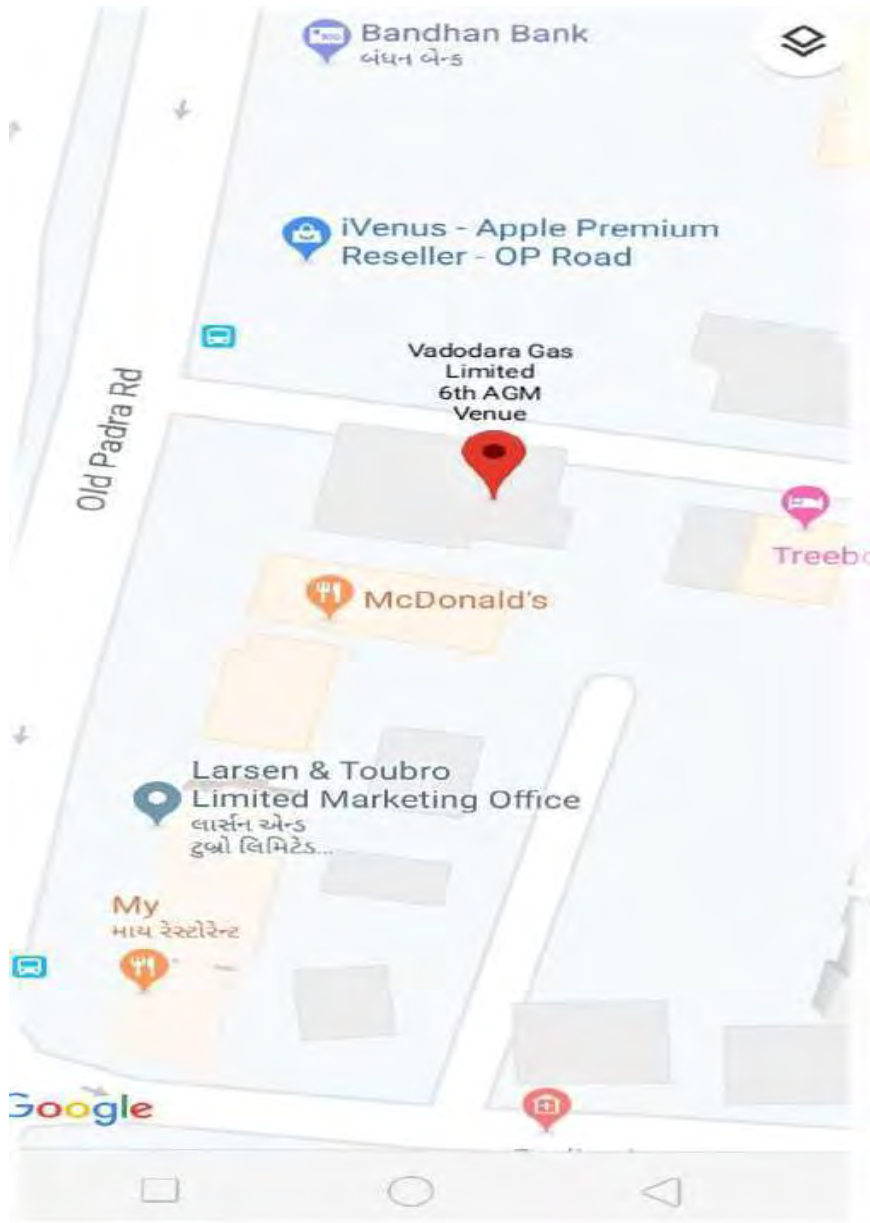 Bandhan Bank
બંધન બેન્ક
iVenus - Apple Premium
Reseller - OP Road
Vadodara Gas
Limited
6th AGM
Venue
Old Padra Rd
McDonald's
Larsen & Toubro
Limited Marketing Office
લાર્સન એન્ડ
ટુબ્રો લિમિટેડ...
My
માય રેસ્ટોરેન્ટ
Google